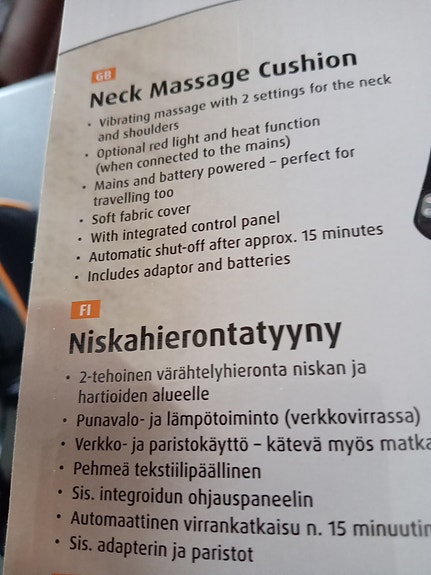 GB
Neck Massage Cushion
• Vibrating massage with 2 settings for the neck
and shoulders
• Optional red light and heat function
(when connected to the mains)
• Mains and battery powered – perfect for
travelling too
• Soft fabric cover
• With integrated control panel
• Automatic shut-off after approx. 15 minutes
• Includes adaptor and batteries
FI
Niskahierontatyyny
• 2-tehoinen värähtelyhieronta niskan ja
hartioiden alueelle
• Punavalo- ja lämpötoiminto (verkkovirrassa)
• Verkko- ja paristokäyttö – kätevä myös matka
• Pehmeä tekstiilipäällinen
• Sis. integroidun ohjauspaneelin
• Automaattinen virrankatkaisu n. 15 minuutin
• Sis. adapterin ja paristot